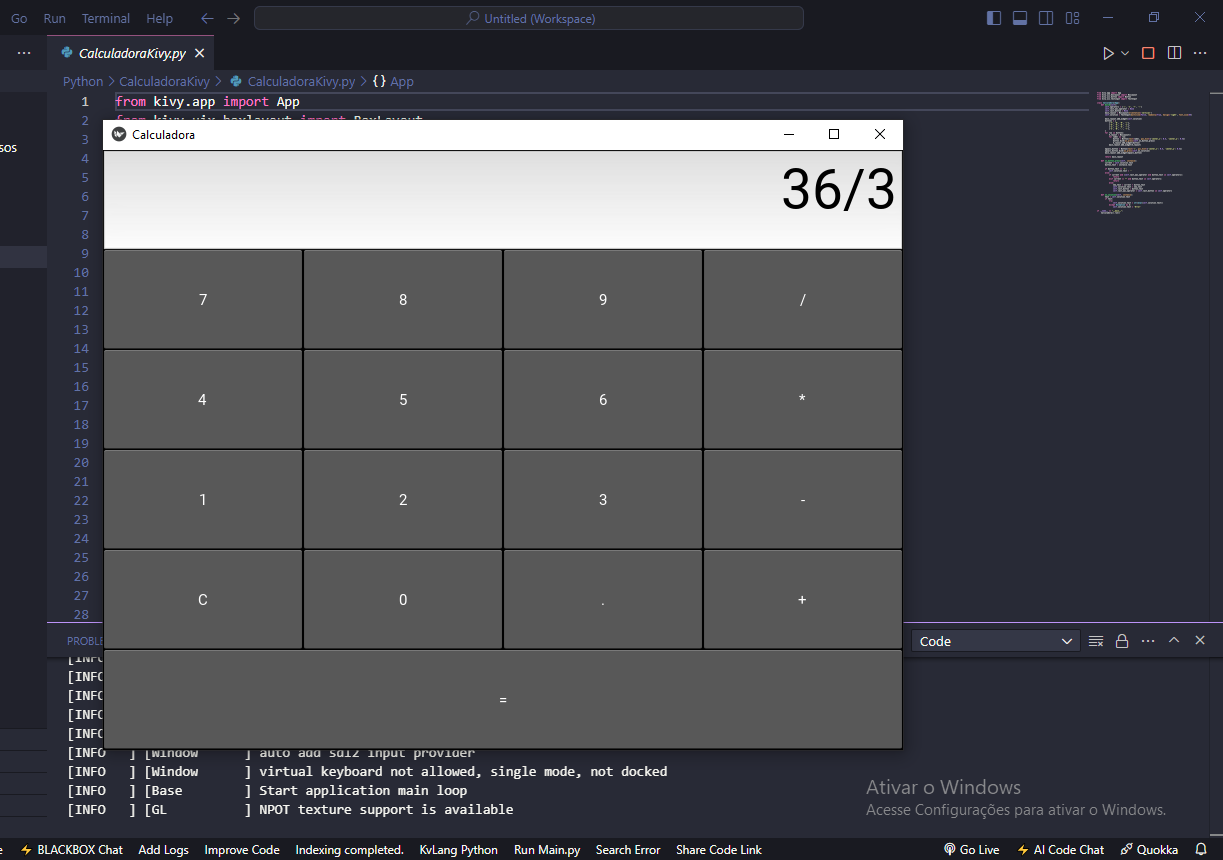 Go Run Terminal Help
Untitled (Workspace)
CalculadoraKivy.py
Python > CalculadoraKivy > CalculadoraKivy.py > {} App
sos
1 from kivy.app import App
2 from kivy.uix.boxlayout import BoxLayout
3
4
5
6
7
8
9
10
11
12
13
14
15
16
17
18
19
20
21
22
23
24
25
26
27
28
Calculadora
36/3
7 8 9 /
4 5 6 *
1 2 3 -
C 0 . +
=
Code
[INFO
[INFO
[INFO
[INFO
[INFO ] [Window ] auto add sdl2 input provider
[INFO ] [Window ] virtual keyboard not allowed, single mode, not docked
[INFO ] [Base ] Start application main loop
[INFO ] [GL ] NPOT texture support is available
Ativar o Windows
Acesse Configurações para ativar o Windows.
BLACKBOX Chat Add Logs Improve Code Indexing completed. KvLang Python Run Main.py Search Error Share Code Link Go Live AI Code Chat Quokka